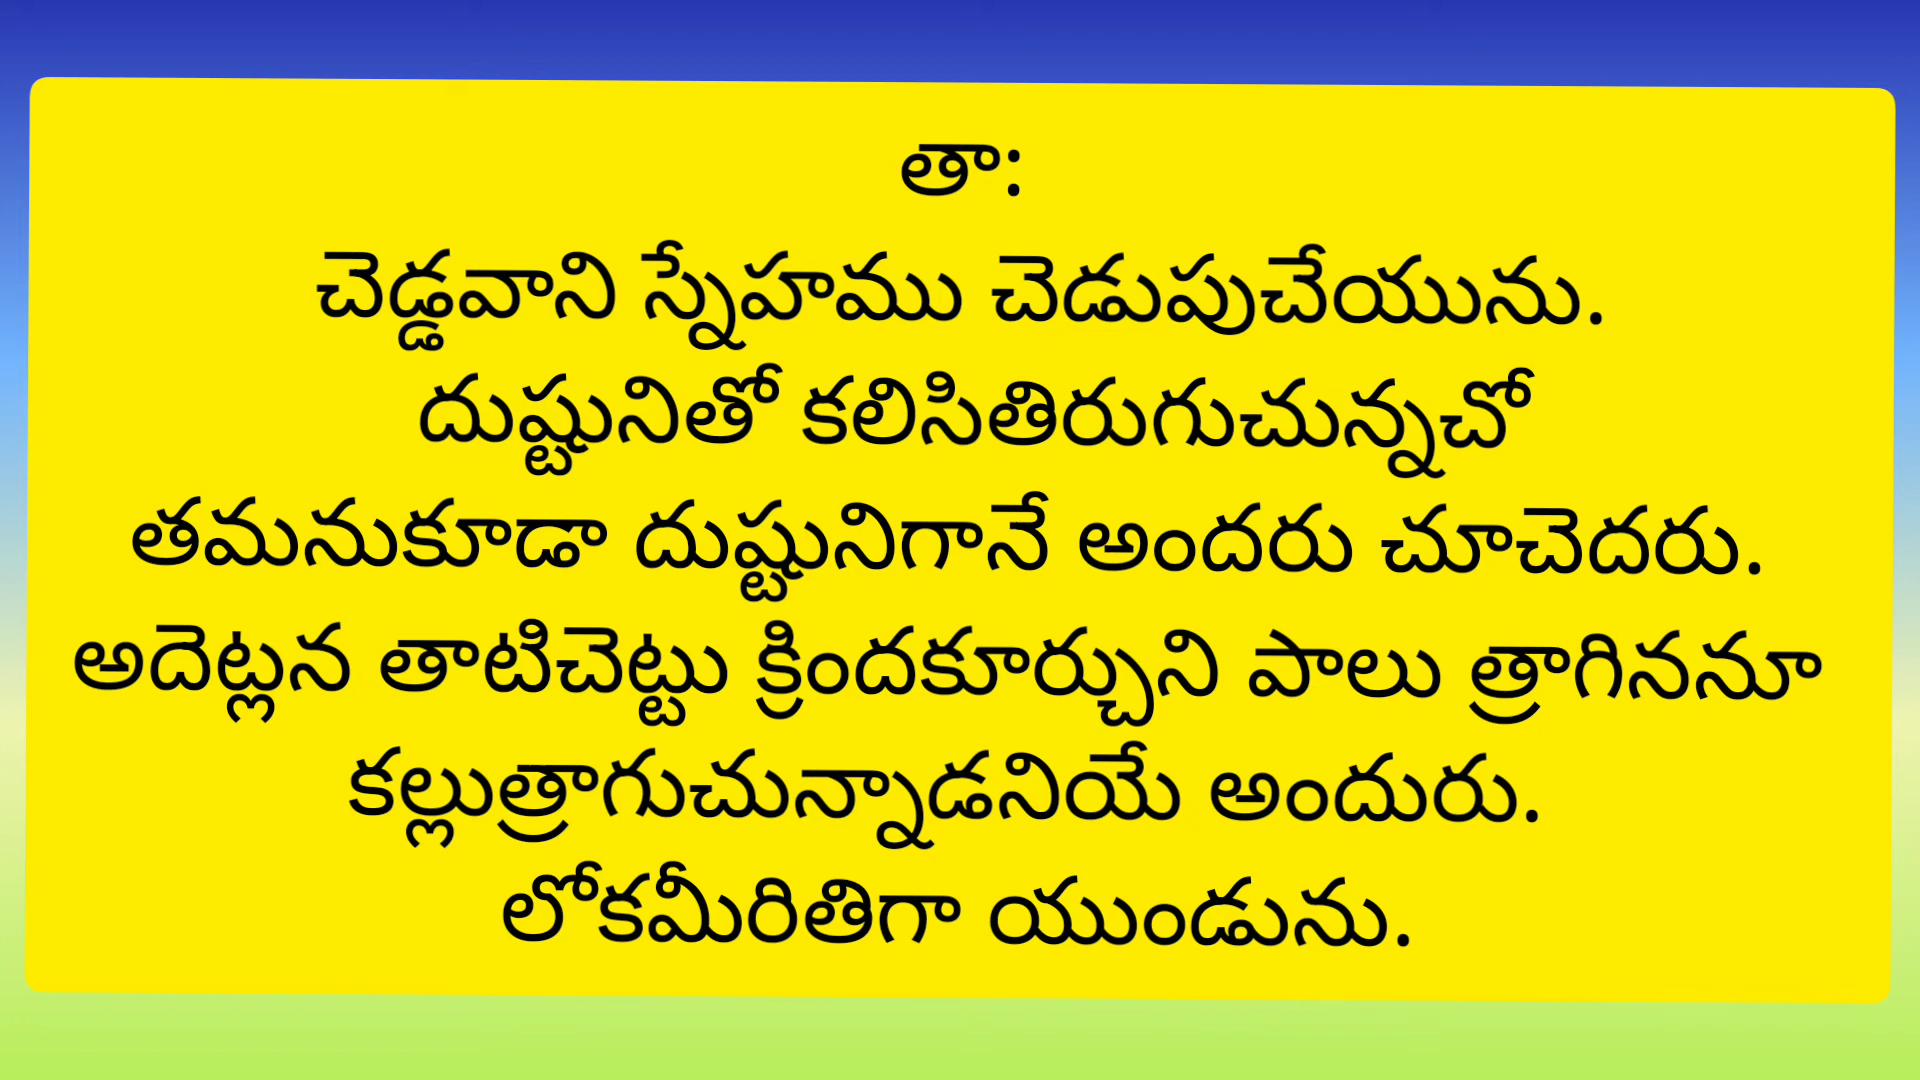 తా:
చెడ్డవాని స్నేహము చెడుపుచేయును.
దుష్టునితో కలిసితిరుగుచున్నచో
తమనుకూడా దుష్టునిగానే అందరు చూచెదరు.
అదెట్లన తాటిచెట్టు క్రిందకూర్చుని పాలు త్రాగిననూ
కల్లుత్రాగుచున్నాడనియే అందురు.
లోకమీరితిగా యుండును.